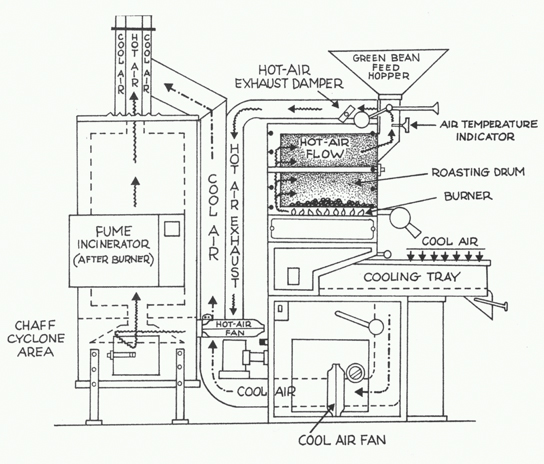 COOL AIR
HOT AIR
COOL AIR
HOT-AIR
EXHAUST DAMPER
GREEN BEAN
FEED
HOPPER
AIR TEMPERATURE
INDICATOR
HOT-AIR
FLOW
ROASTING DRUM
BURNER
COOL AIR
HOT AIR EXHAUST
FUME
INCINERATOR
(AFTER BURNER)
COOL AIR
COOLING TRAY
CHAFF
CYCLONE
AREA
HOT-AIR
FAN
COOL AIR
COOL AIR FAN